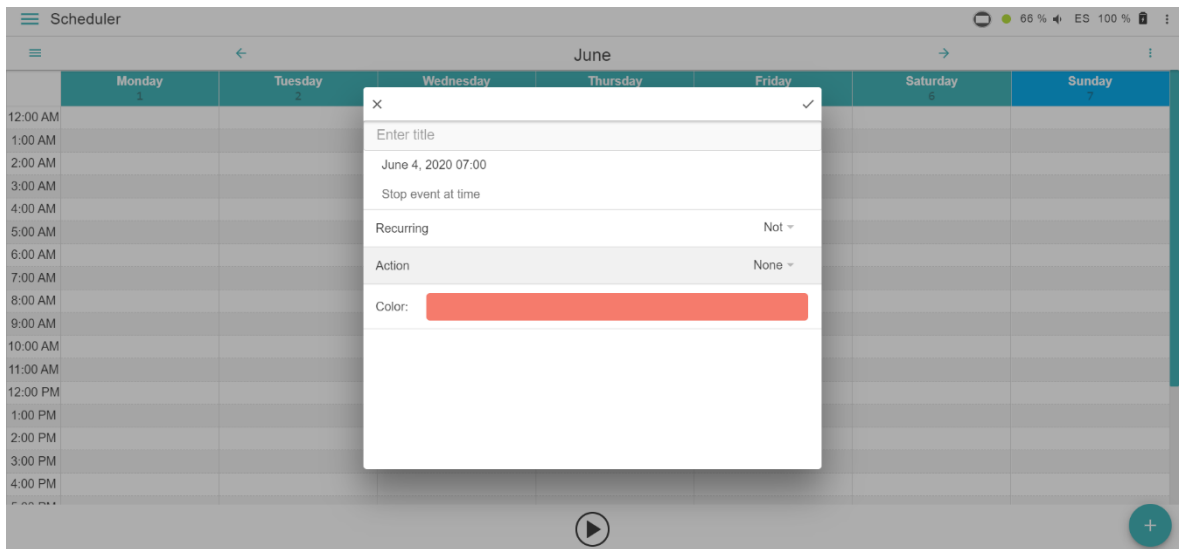 Scheduler
66 % ES 100 %
June
Monday Tuesday Wednesday Thursday Friday Saturday Sunday
1 2 6 7
Enter title
June 4, 2020 07:00
Stop event at time
Recurring Not
Action None
Color:
12:00 AM
1:00 AM
2:00 AM
3:00 AM
4:00 AM
5:00 AM
6:00 AM
7:00 AM
8:00 AM
9:00 AM
10:00 AM
11:00 AM
12:00 PM
1:00 PM
2:00 PM
3:00 PM
4:00 PM